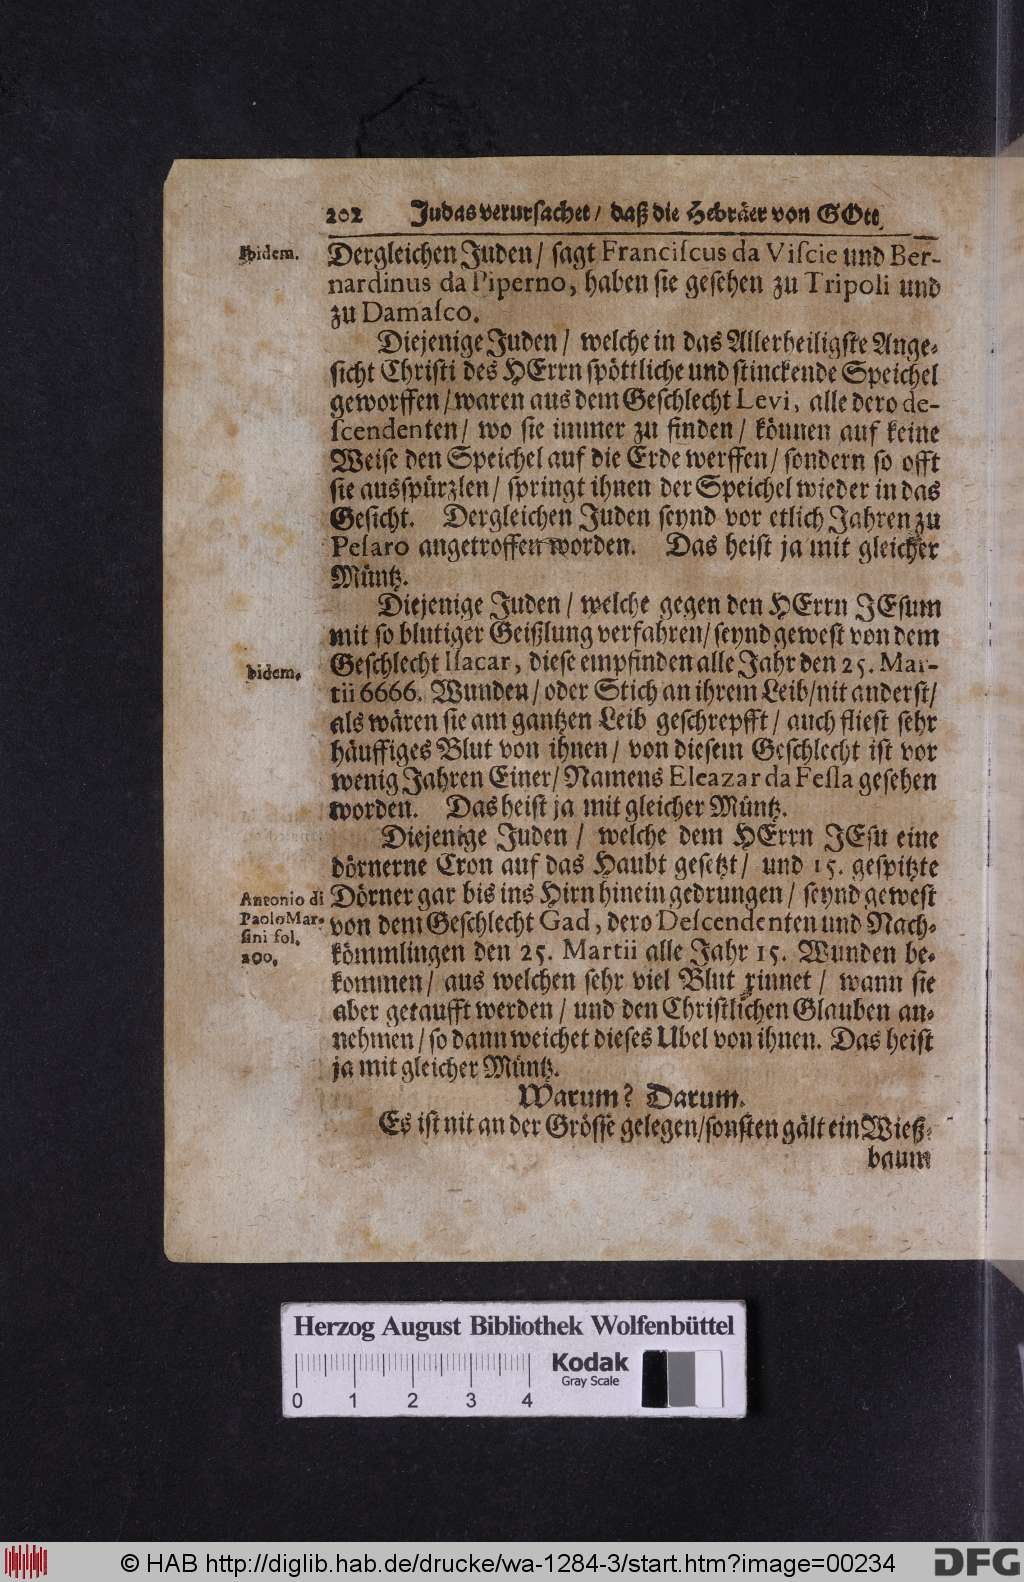 202 Judas verursachet / daß die Hebräer von GOtt
Ibidem.
Dergleichen Juden / sagt Franciſcus da Viſcie und Ber-
nardinus da Piperno, haben sie gesehen zu Tripoli und
zu Damaſco.
Diejenige Juden / welche in das Allerheiligste Ange-
sicht Christi des HErrn spöttliche und stinckende Speichel
geworffen / waren aus dem Geschlecht Levi, alle dero de-
ſcendenten / wo sie immer zu finden / können auf keine
Weise den Speichel auf die Erde werffen / sondern so offt
sie ausspürzlen / springt ihnen der Speichel wieder in das
Gesicht. Dergleichen Juden seynd vor etlich Jahren zu
Peſaro angetroffen worden. Das heist ja mit gleicher
Müntz.
Diejenige Juden / welche gegen den HErrn JEsum
mit so blutiger Geißlung verfahren / seynd gewest von dem
bidem.
Geschlecht Iſacar, diese empfinden alle Jahr den 25. Mar-
tii 6666. Wunden / oder Stich an ihrem Leib / nit anderst /
als wären sie am gantzen Leib geschrepfft / auch fliest sehr
häuffiges Blut von ihnen / von diesem Geschlecht ist vor
wenig Jahren Einer / Namens Eleazar da Feſſa gesehen
worden. Das heist ja mit gleicher Müntz.
Diejenige Juden / welche dem HErrn JEsu eine
dörnerne Cron auf das Haubt gesetzt / und 15. gespitzte
Antonio di
Paolo Mar-
ſini fol.
200.
Dörner gar bis ins Hirn hinein gedrungen / seynd gewest
von dem Geschlecht Gad, dero Deſcendenten und Nach-
kömmlingen den 25. Martii alle Jahr 15. Wunden be-
kommen / aus welchen sehr viel Blut rinnet / wann sie
aber getaufft werden / und den Christlichen Glauben an-
nehmen / so dann weichet dieses Ubel von ihnen. Das heist
ja mit gleicher Müntz.
Warum? Darum.
Es ist nit an der Grösse gelegen / sonsten gält ein Wieß-
baum
Herzog August Bibliothek Wolfenbüttel
Kodak
Gray Scale
0 1 2 3 4
© HAB http://diglib.hab.de/drucke/wa-1284-3/start.htm?image=00234
digilib
DFG